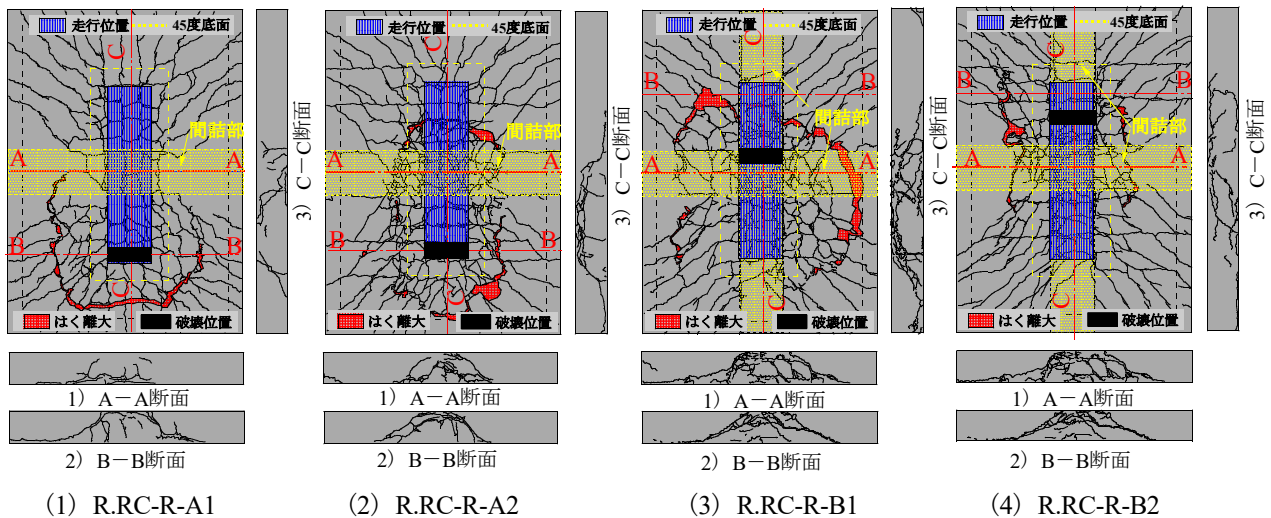 走行位置 45度底面
C
間詰部
A A
B B
C
はく離大 破壊位置
3）C－C断面
1）A－A断面
2）B－B断面
(1) R.RC-R-A1
走行位置 45度底面
C
間詰部
A A
B B
C
はく離大 破壊位置
3）C－C断面
1）A－A断面
2）B－B断面
(2) R.RC-R-A2
走行位置 45度底面
C
B B
間詰部
A A
C
はく離大 破壊位置
3）C－C断面
1）A－A断面
2）B－B断面
(3) R.RC-R-B1
走行位置 45度底面
C
B B
間詰部
A A
C
はく離大 破壊位置
3）C－C断面
1）A－A断面
2）B－B断面
(4) R.RC-R-B2